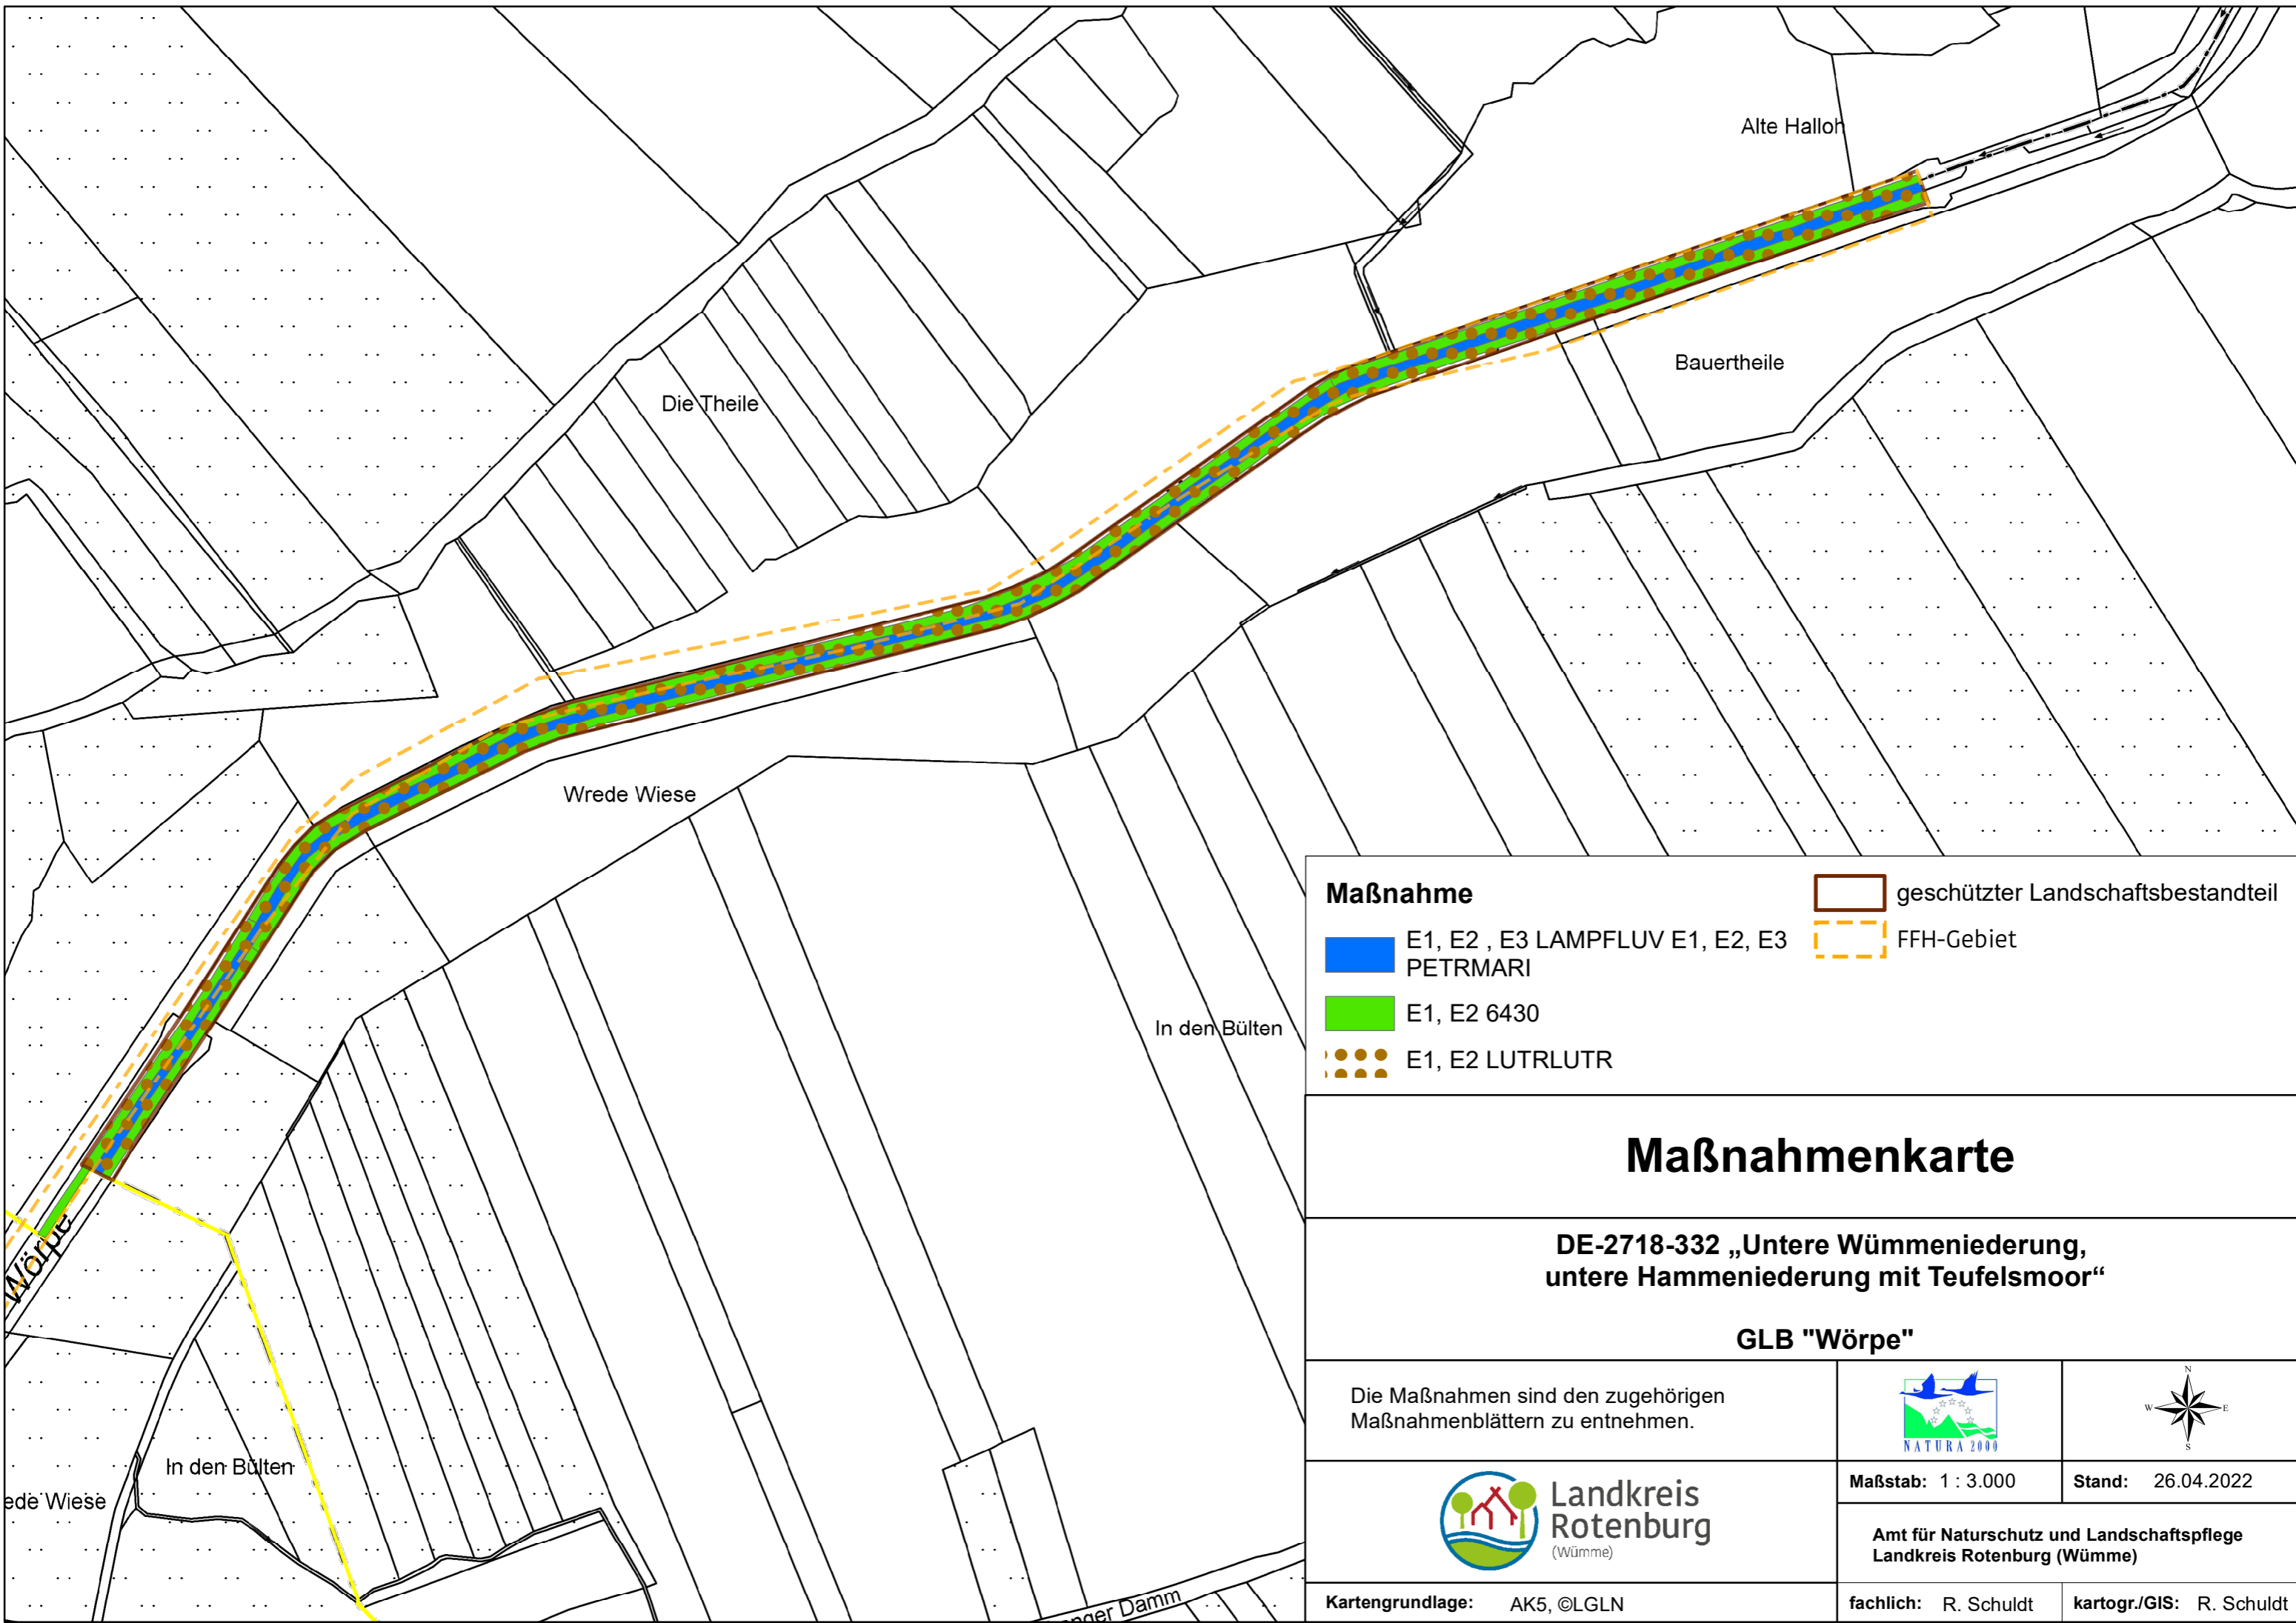 Alte Halloh
Bauertheile
Die Theile
Wrede Wiese
In den Bülten
Wörpe
In den Bülten
ede Wiese
nger Damm
Maßnahme
E1, E2 , E3 LAMPFLUV E1, E2, E3
PETRMARI
E1, E2 6430
E1, E2 LUTRLUTR
geschützter Landschaftsbestandteil
FFH-Gebiet
Maßnahmenkarte
DE-2718-332 „Untere Wümmeniederung,
untere Hammeniederung mit Teufelsmoor“
GLB "Wörpe"
Die Maßnahmen sind den zugehörigen
Maßnahmenblättern zu entnehmen.
NATURA 2000
N
W
E
S
Landkreis
Rotenburg
(Wümme)
Maßstab: 1 : 3.000
Stand: 26.04.2022
Amt für Naturschutz und Landschaftspflege
Landkreis Rotenburg (Wümme)
Kartengrundlage: AK5, ©LGLN
fachlich: R. Schuldt
kartogr./GIS: R. Schuldt